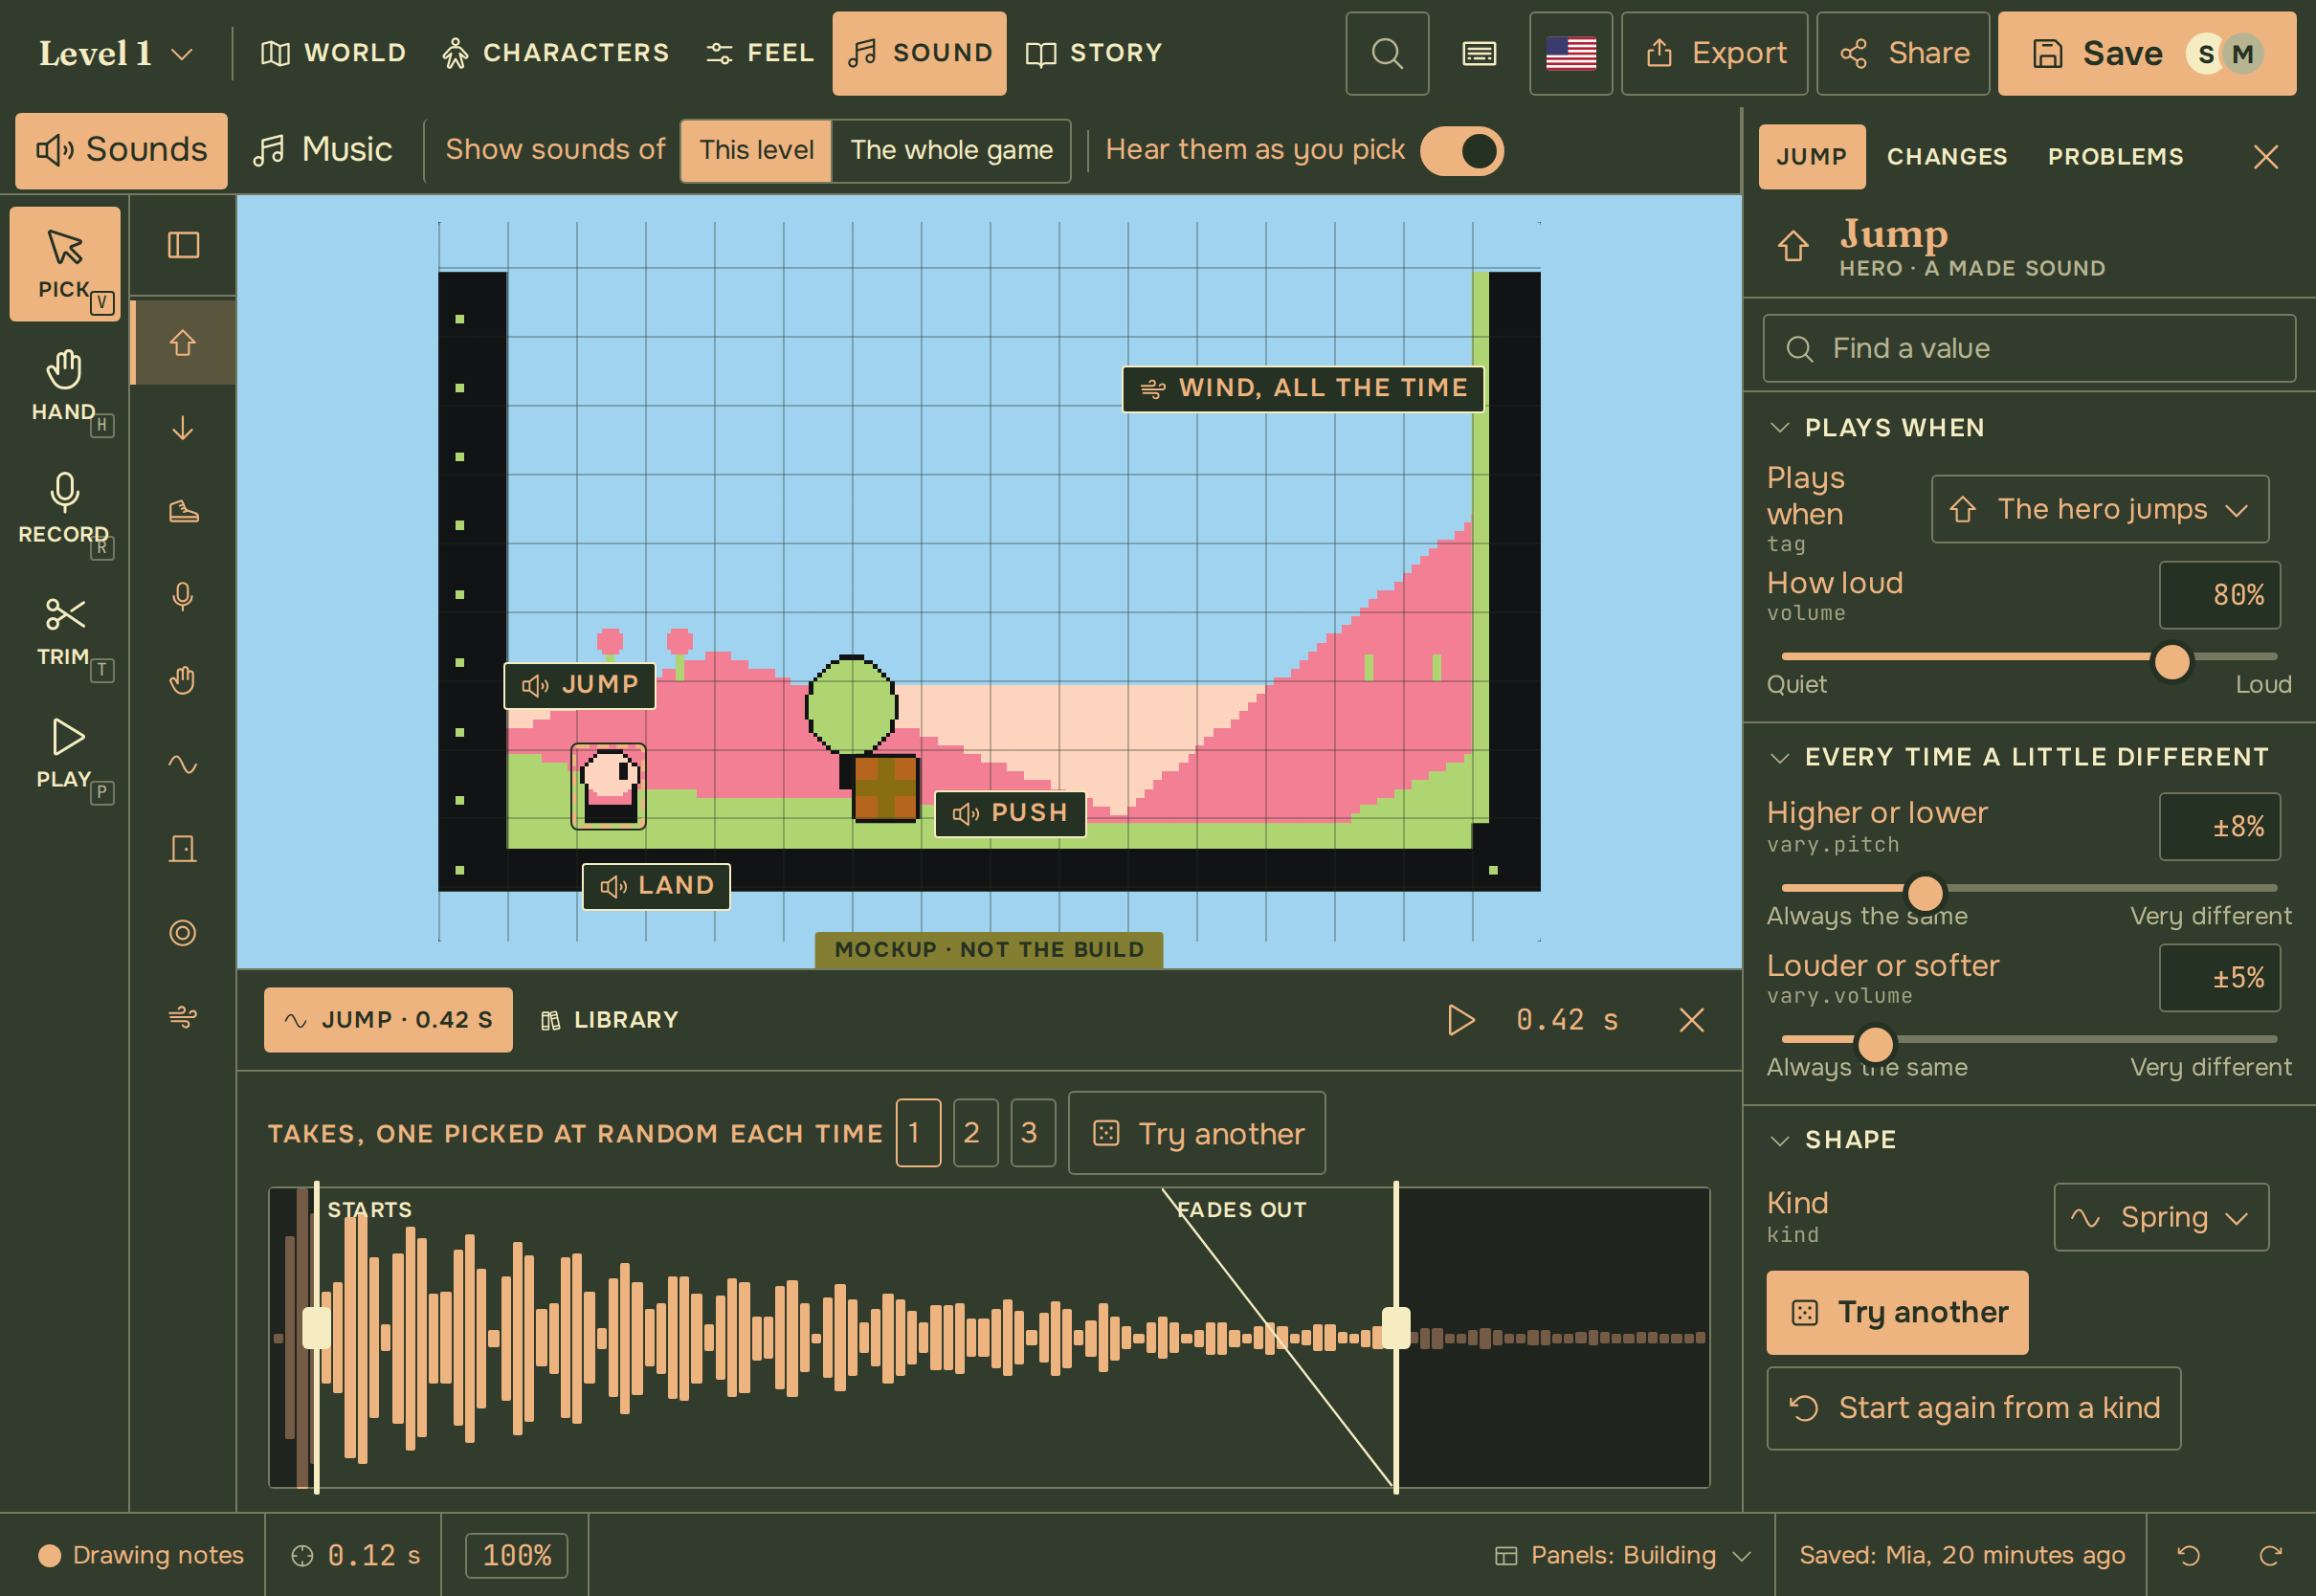 Level 1
WORLD
CHARACTERS
FEEL
SOUND
STORY
Export
Share
Save
S
M
Sounds
Music
Show sounds of
This level
The whole game
Hear them as you pick
JUMP
CHANGES
PROBLEMS
PICK
V
HAND
H
RECORD
R
TRIM
T
PLAY
P
WIND, ALL THE TIME
JUMP
PUSH
LAND
MOCKUP · NOT THE BUILD
Jump
HERO · A MADE SOUND
Find a value
PLAYS WHEN
Plays when
tag
The hero jumps
How loud
volume
80%
Quiet
Loud
EVERY TIME A LITTLE DIFFERENT
Higher or lower
vary.pitch
±8%
Always the same
Very different
Louder or softer
vary.volume
±5%
Always the same
Very different
SHAPE
Kind
kind
Spring
Try another
Start again from a kind
JUMP · 0.42 S
LIBRARY
0.42 s
TAKES, ONE PICKED AT RANDOM EACH TIME
1
2
3
Try another
STARTS
FADES OUT
Drawing notes
0.12 s
100%
Panels: Building
Saved: Mia, 20 minutes ago